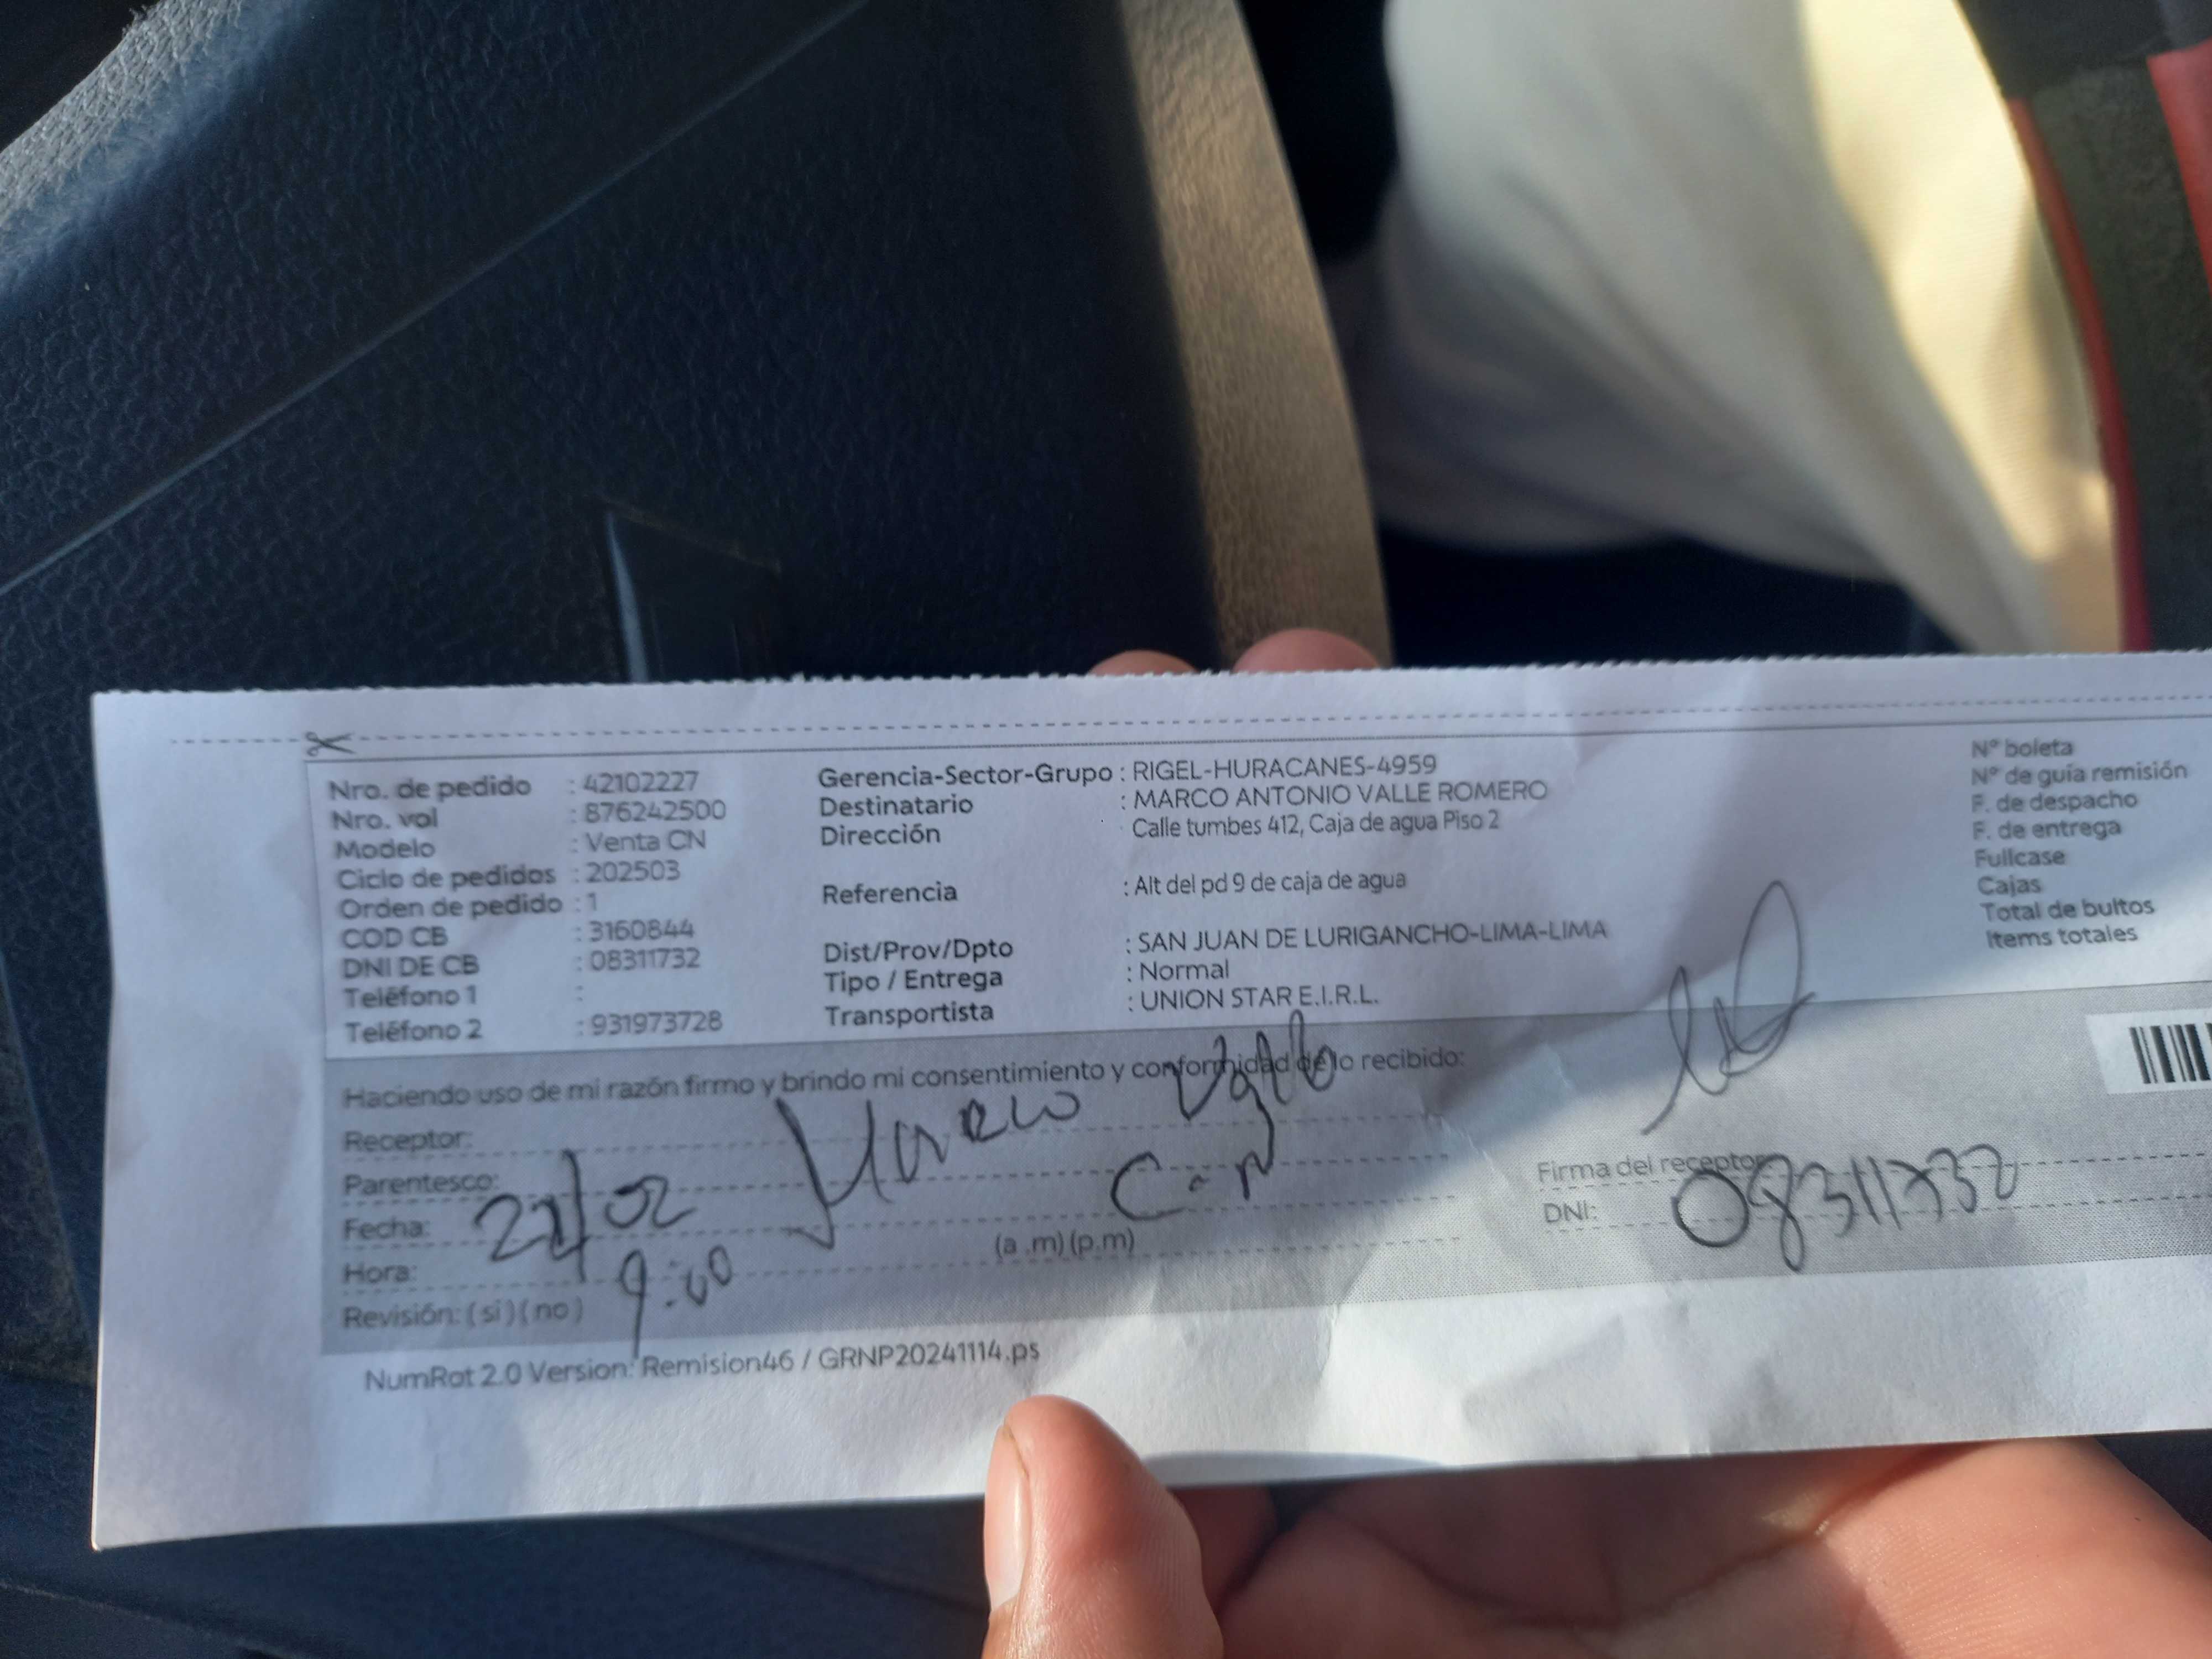 Nro. de pedido : 42102227
Nro. vol : 876242500
Modelo : Venta CN
Ciclo de pedidos : 202503
Orden de pedido : 1
COD CB : 3160844
DNI DE CB : 08311732
Teléfono 1 :
Teléfono 2 : 931973728
Gerencia-Sector-Grupo : RIGEL-HURACANES-4959
Destinatario : MARCO ANTONIO VALLE ROMERO
Dirección : Calle tumbes 412, Caja de agua Piso 2
Referencia : Alt del pd 9 de caja de agua
Dist/Prov/Dpto : SAN JUAN DE LURIGANCHO-LIMA-LIMA
Tipo / Entrega : Normal
Transportista : UNION STAR E.I.R.L.
Nº boleta
Nº de guía remisión
F. de despacho
F. de entrega
Fullcase
Cajas
Total de bultos
Items totales
Haciendo uso de mi razón firmo y brindo mi consentimiento y conformidad de lo recibido:
Receptor: Marco Valle
Parentesco:
Fecha: 21/02
Hora: 9:00 (a .m) (p.m)
Revisión: ( si ) ( no )
Firma del receptor
DNI: 08311732
NumRot 2.0 Version: Remision46 / GRNP20241114.ps